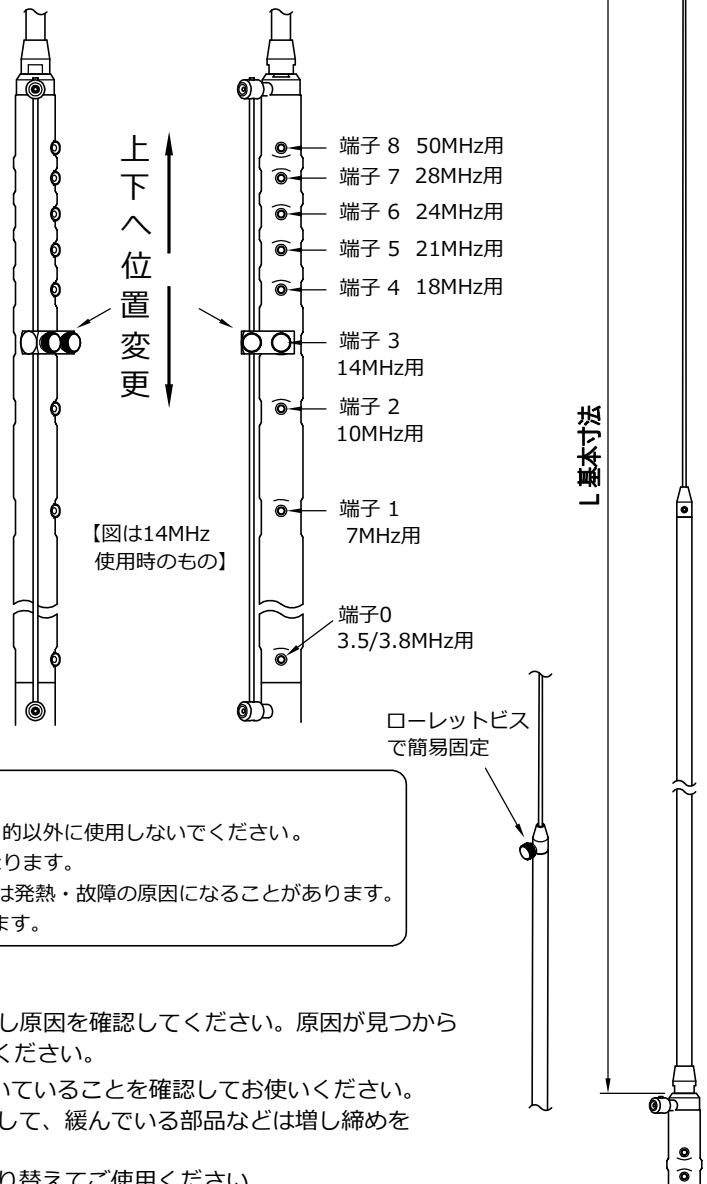 上下へ位置変更
端子 8 50MHz用
端子 7 28MHz用
端子 6 24MHz用
端子 5 21MHz用
端子 4 18MHz用
端子 3
14MHz用
端子 2
10MHz用
端子 1
7MHz用
【図は14MHz
使用時のもの】
端子0
3.5/3.8MHz用
L 基本寸法
ローレットビス
で簡易固定
的以外に使用しないでください。
ります。
は発熱・故障の原因になることがあります。
ます。
し原因を確認してください。原因が見つから
ください。
いていることを確認してお使いください。
して、緩んでいる部品などは増し締めを
り替えてご使用ください